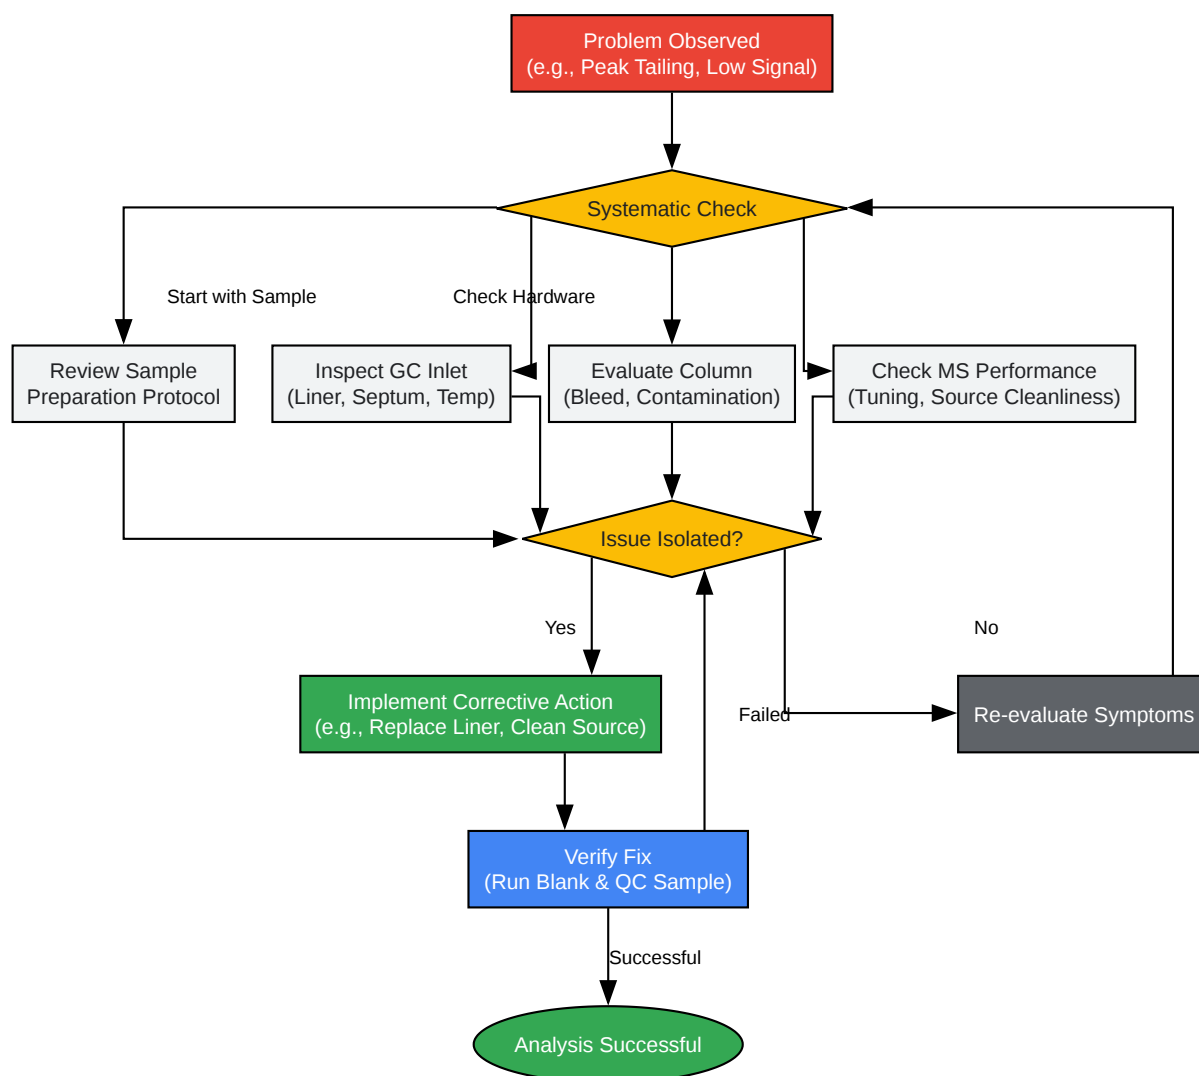 Problem Observed
(e.g., Peak Tailing, Low Signal)
Systematic Check
Start with Sample
Check Hardware
Review Sample
Preparation Protocol
Inspect GC Inlet
(Liner, Septum, Temp)
Evaluate Column
(Bleed, Contamination)
Check MS Performance
(Tuning, Source Cleanliness)
Issue Isolated?
Yes
No
Implement Corrective Action
(e.g., Replace Liner, Clean Source)
Failed
Re-evaluate Symptoms
Verify Fix
(Run Blank & QC Sample)
Successful
Analysis Successful